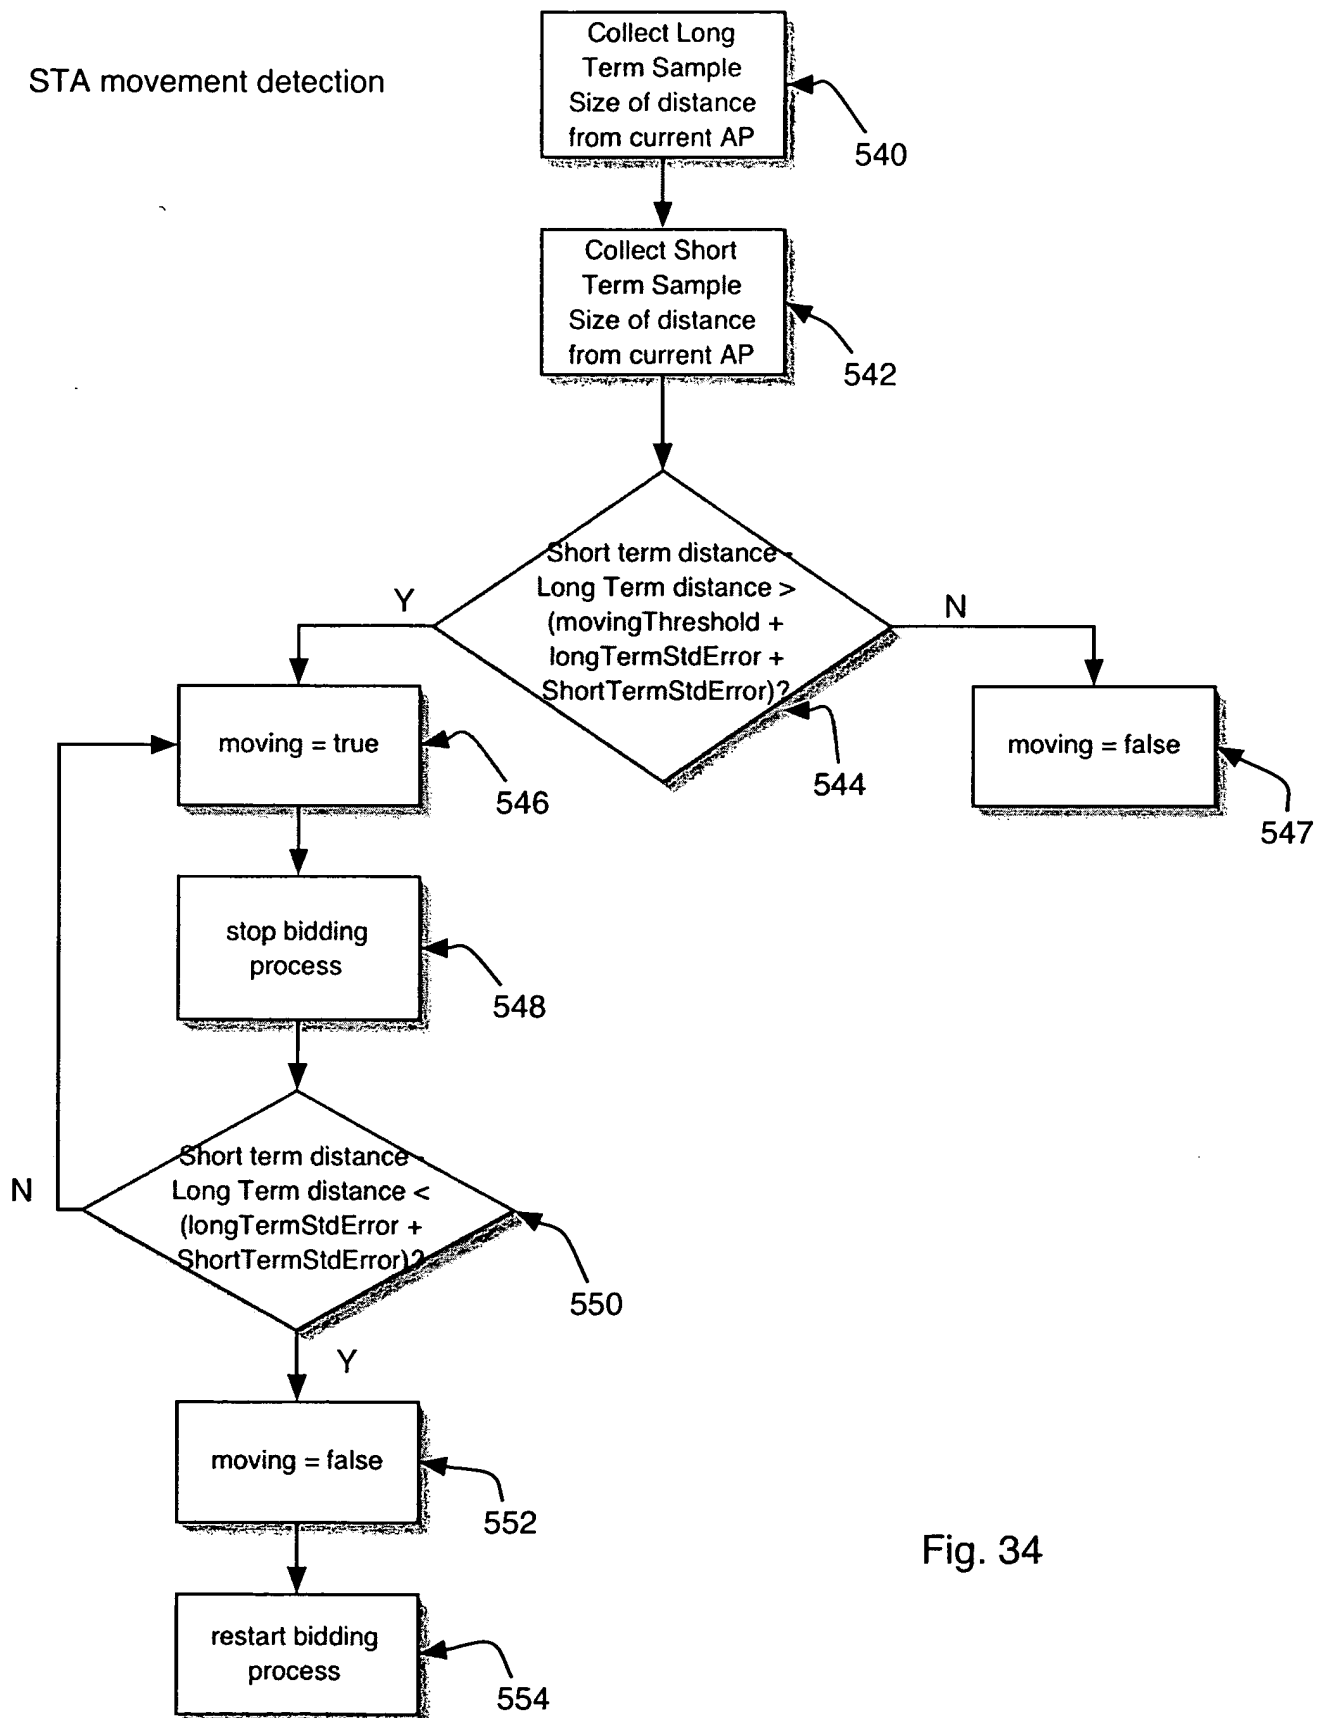 STA movement detection
Collect Long
Term Sample
Size of distance
from current AP
540
Collect Short
Term Sample
Size of distance
from current AP
542
Short term distance -
Long Term distance >
(movingThreshold +
longTermStdError +
ShortTermStdError)?
Y
N
544
moving = true
546
moving = false
547
stop bidding
process
548
Short term distance -
Long Term distance <
(longTermStdError +
ShortTermStdError)?
N
550
Y
moving = false
552
restart bidding
process
554
Fig. 34